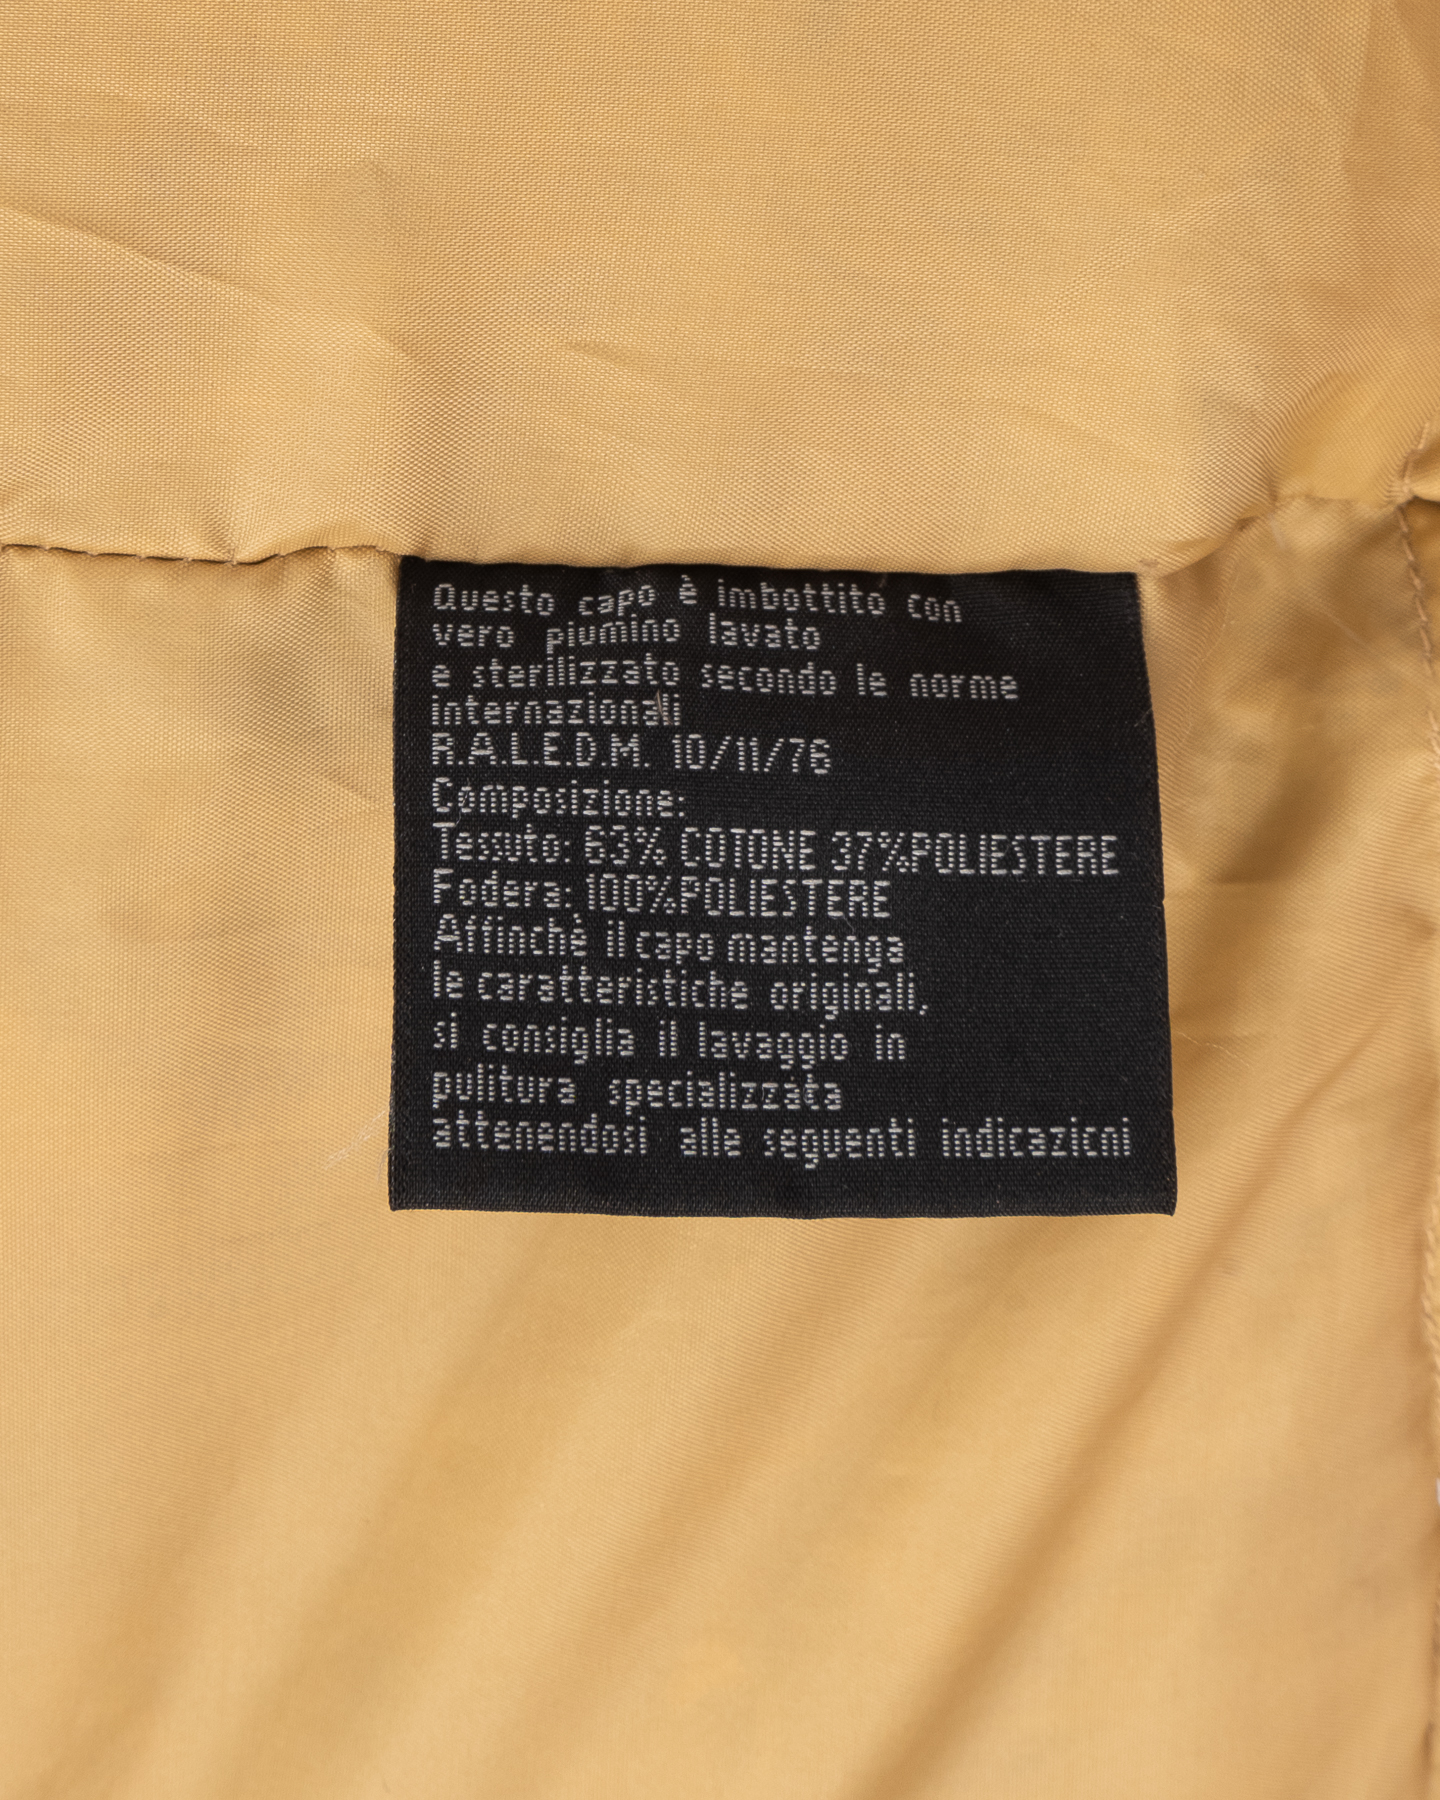 Questo capo è imbottito con
vero piumino lavato
e sterilizzato secondo le norme
internazionali
R.A.L.E.D.M. 10/11/76
Composizione:
Tessuto: 63% COTONE 37%POLIESTERE
Fodera: 100%POLIESTERE
Affinchè il capo mantenga
le caratteristiche originali,
si consiglia il lavaggio in
pulitura specializzata
attenendosi alle seguenti indicazioni